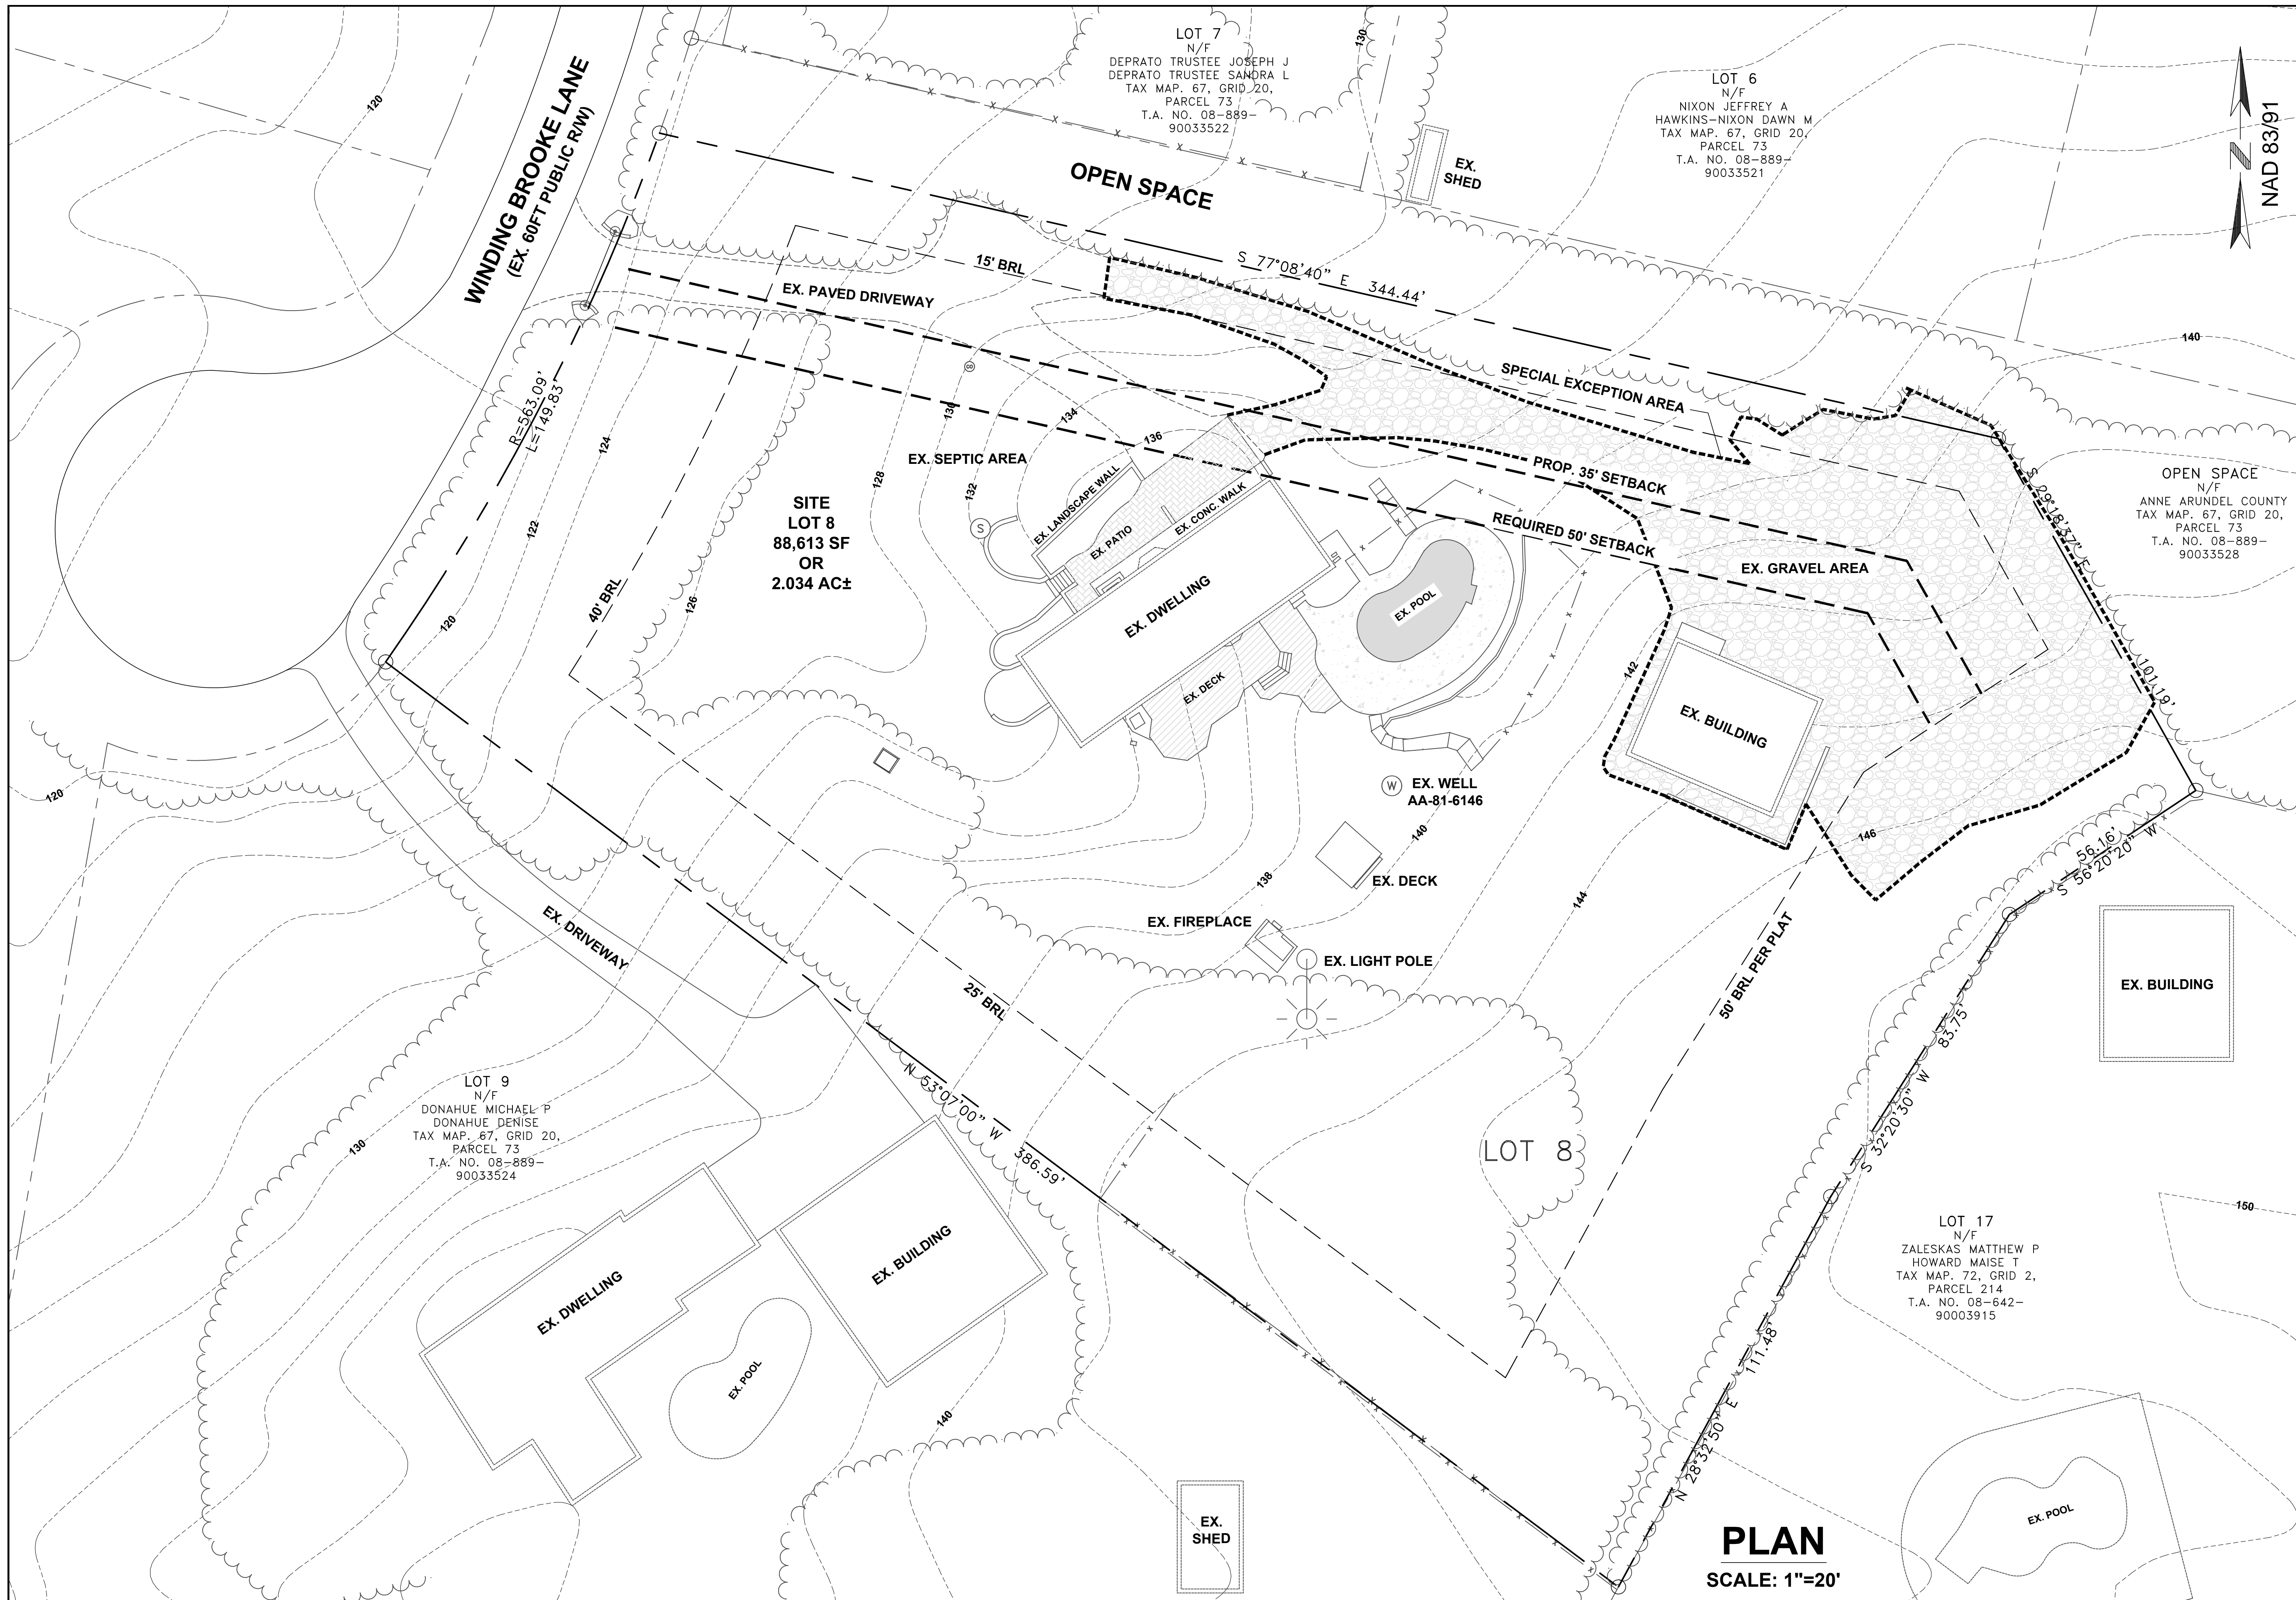 LOT 7
N/F
DEPRATO TRUSTEE JOSEPH J
DEPRATO TRUSTEE SANDRA L
TAX MAP. 67, GRID 20,
PARCEL 73
T.A. NO. 08-889-
90033522
130
LOT 6
N/F
NIXON JEFFREY A
HAWKINS-NIXON DAWN M
TAX MAP. 67, GRID 20,
PARCEL 73
T.A. NO. 08-889-
90033521
N
NAD 83/91
120
WINDING BROOKE LANE
(EX. 60FT PUBLIC R/W)
OPEN SPACE
EX.
SHED
15' BRL
S 77°08'40" E 344.44'
EX. PAVED DRIVEWAY
140
SPECIAL EXCEPTION AREA
R=563.09'
L=149.83'
130
134
136
124
128
132
122
126
120
EX. SEPTIC AREA
SITE
LOT 8
88,613 SF
OR
2.034 AC±
S
EX. LANDSCAPE WALL
EX. PATIO
EX. CONC. WALK
PROP. 35' SETBACK
REQUIRED 50' SETBACK
EX. GRAVEL AREA
S 29°18'37" E
101.19'
OPEN SPACE
N/F
ANNE ARUNDEL COUNTY
TAX MAP. 67, GRID 20,
PARCEL 73
T.A. NO. 08-889-
90033528
40' BRL
EX. DWELLING
EX. POOL
EX. DECK
142
EX. BUILDING
W
EX. WELL
AA-81-6146
120
140
146
56.16'
S 56°20'20" W
EX. DECK
138
144
EX. FIREPLACE
EX. LIGHT POLE
EX. DRIVEWAY
25' BRL
50' BRL PER PLAT
EX. BUILDING
S 32°20'30" W
83.75'
N 53°07'00" W
386.59'
LOT 9
N/F
DONAHUE MICHAEL P
DONAHUE DENISE
TAX MAP. 67, GRID 20,
PARCEL 73
T.A. NO. 08-889-
90033524
130
LOT 8
150
LOT 17
N/F
ZALESKAS MATTHEW P
HOWARD MAISE T
TAX MAP. 72, GRID 2,
PARCEL 214
T.A. NO. 08-642-
90003915
EX. DWELLING
EX. BUILDING
EX. POOL
140
N 28°32'50" E
111.48'
EX.
SHED
EX. POOL
PLAN
SCALE: 1"=20'